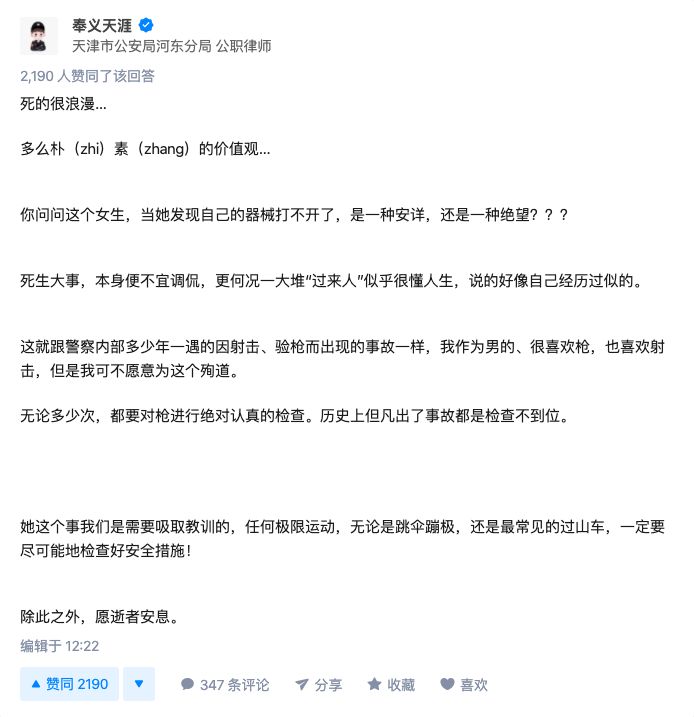 奉义天涯
天津市公安局河东分局 公职律师
2,190 人赞同了该回答
死的很浪漫...
多么朴（zhi）素（zhang）的价值观...
你问问这个女生，当她发现自己的器械打不开了，是一种安详，还是一种绝望？？？
死生大事，本身便不宜调侃，更何况一大堆“过来人”似乎很懂人生，说的好像自己经历过似的。
这就跟警察内部多少年一遇的因射击、验枪而出现的事故一样，我作为男的、很喜欢枪，也喜欢射
击，但是我可不愿意为这个殉道。
无论多少次，都要对枪进行绝对认真的检查。历史上但凡出了事故都是检查不到位。
她这个事我们是需要吸取教训的，任何极限运动，无论是跳伞蹦极，还是最常见的过山车，一定要
尽可能地检查好安全措施！
除此之外，愿逝者安息。
编辑于 12:22
赞同 2190 347 条评论 分享 收藏 喜欢